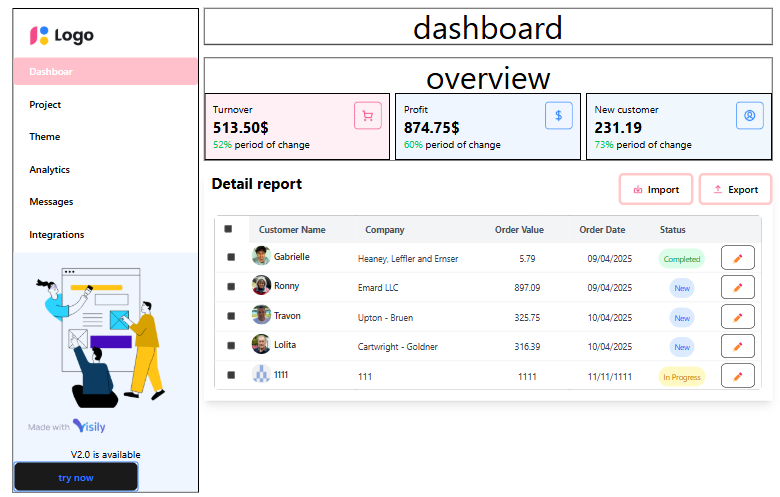 Logo
Dashboar
Project
Theme
Analytics
Messages
Integrations
Made with Visily
V2.0 is available
try now
dashboard
overview
Turnover
513.50$
52% period of change
Profit
874.75$
60% period of change
New customer
231.19
73% period of change
Detail report
Import
Export
Customer Name Company Order Value Order Date Status
Gabrielle Heaney, Leffler and Ernser 5.79 09/04/2025 Completed
Ronny Emard LLC 897.09 09/04/2025 New
Travon Upton - Bruen 325.75 10/04/2025 New
Lolita Cartwright - Goldner 316.39 10/04/2025 New
1111 111 1111 11/11/1111 In Progress